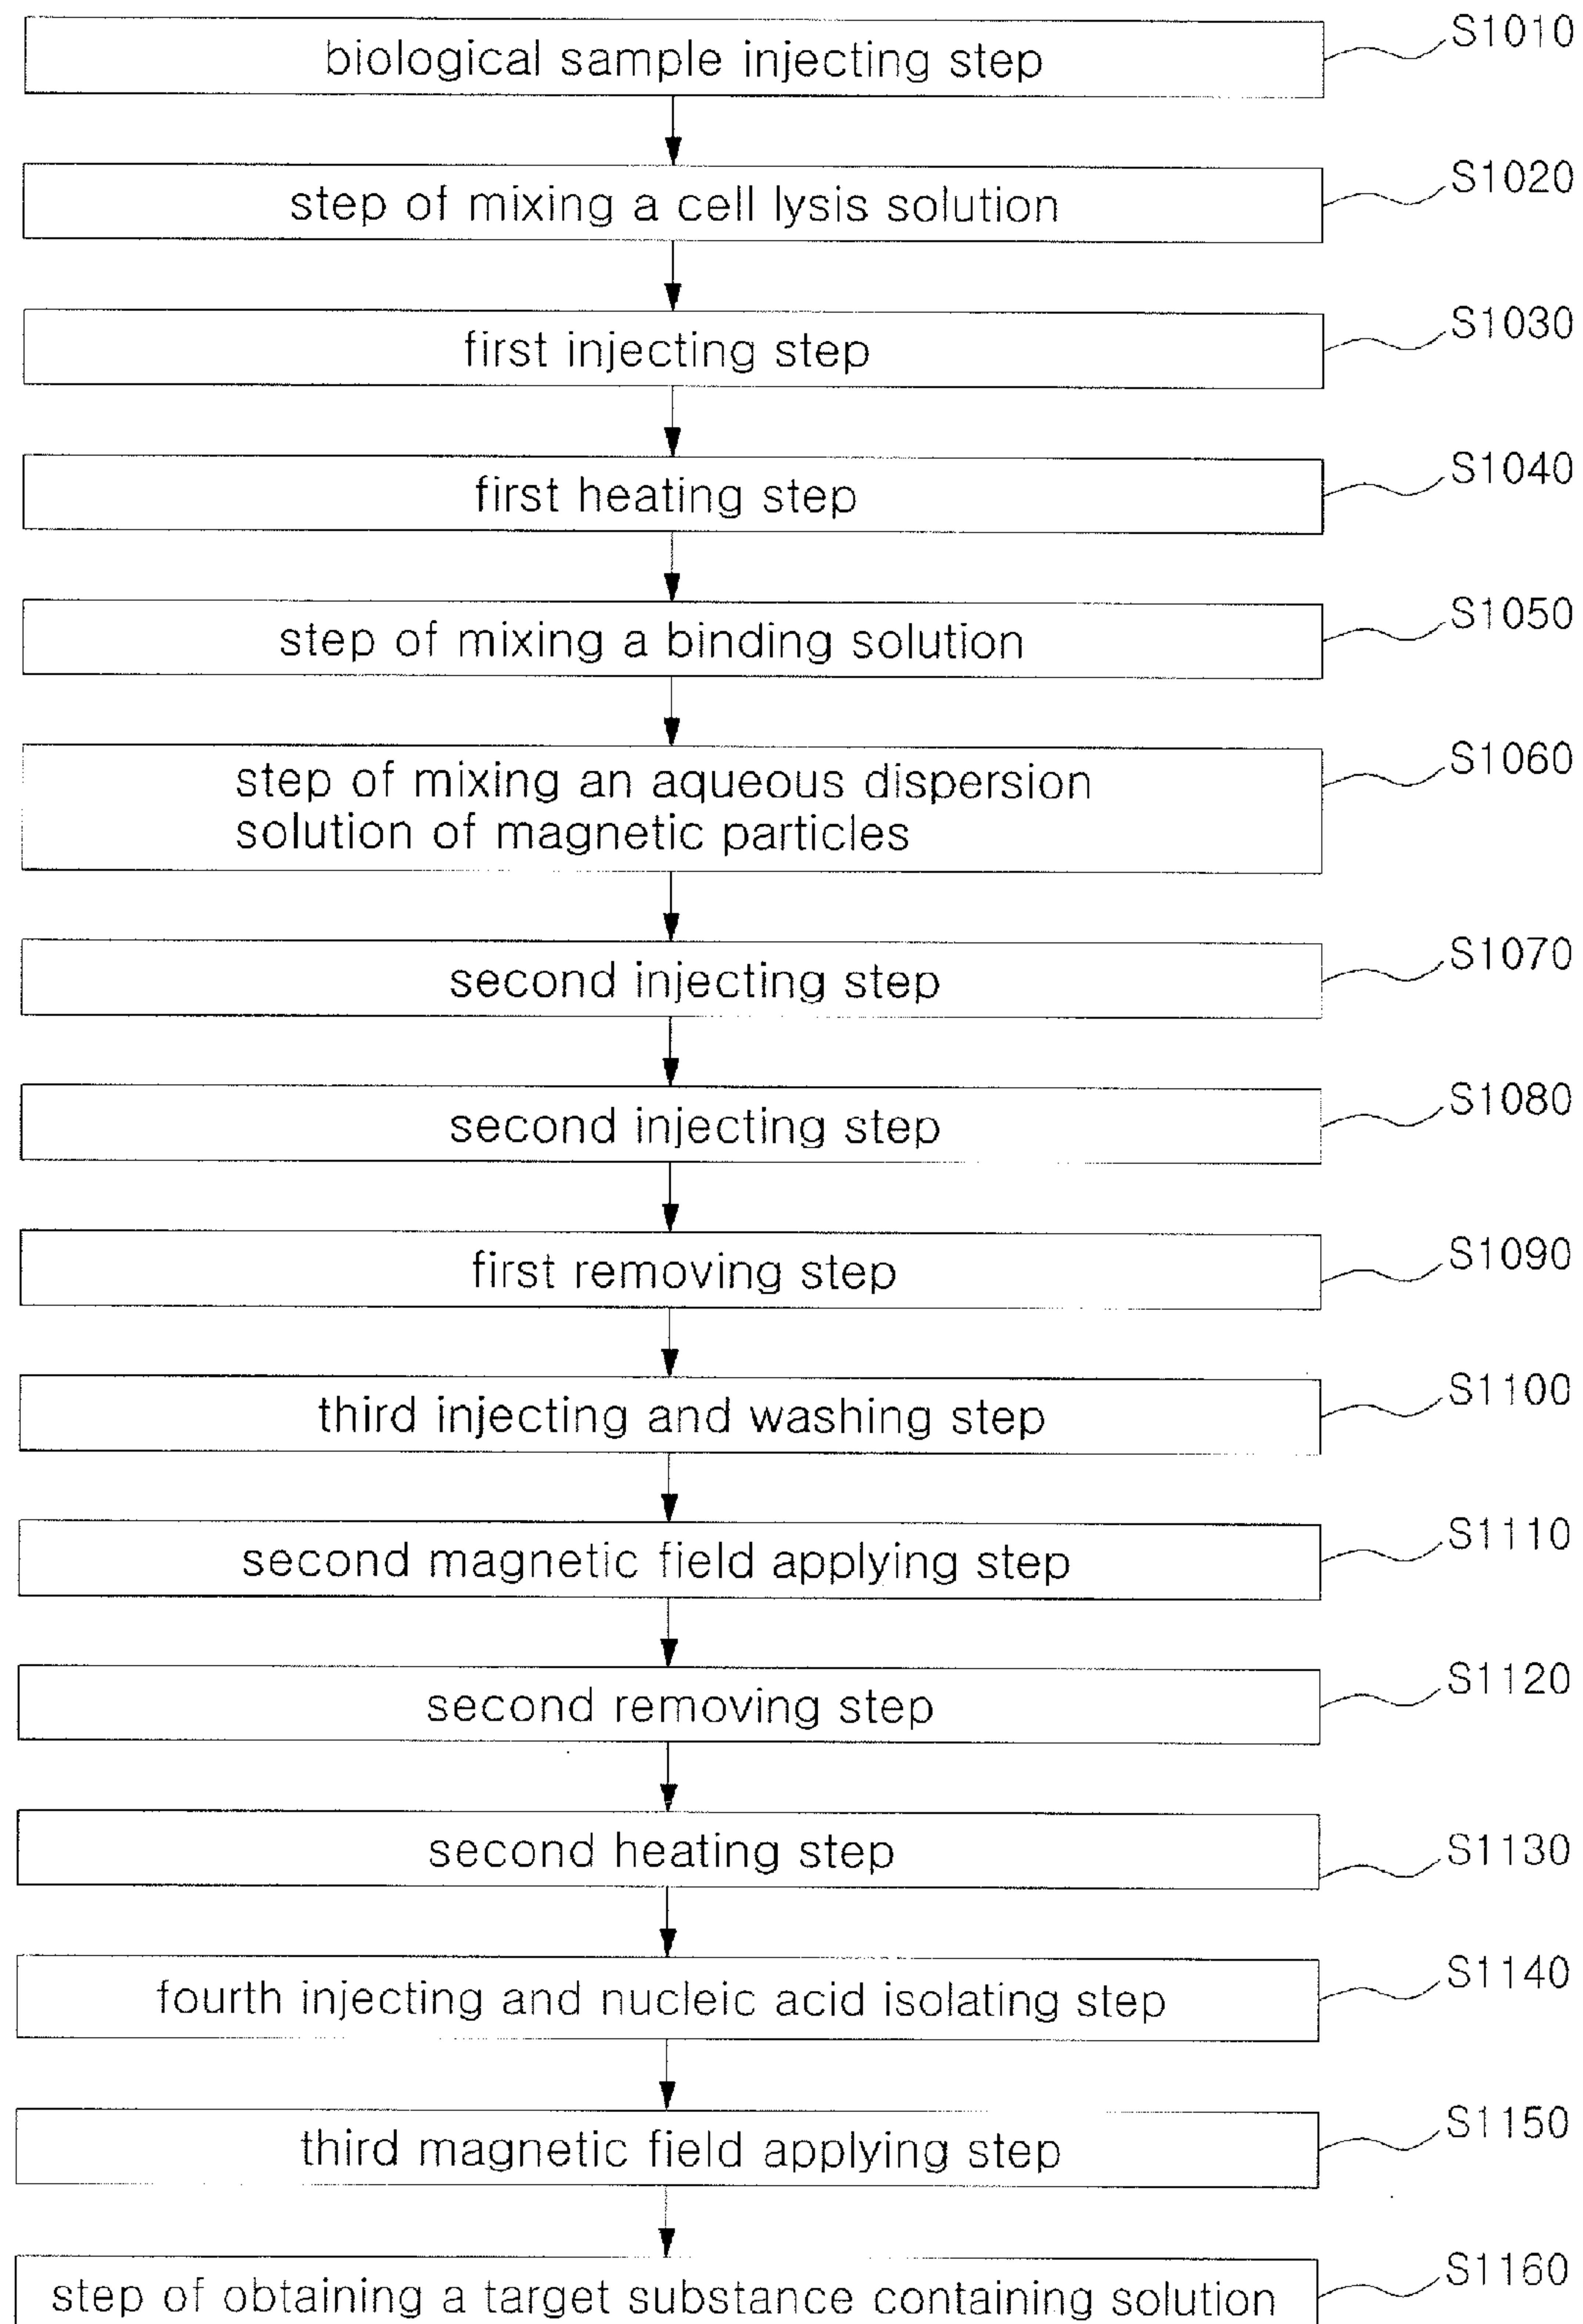 biological sample injecting step S1010
step of mixing a cell lysis solution S1020
first injecting step S1030
first heating step S1040
step of mixing a binding solution S1050
step of mixing an aqueous dispersion S1060
solution of magnetic particles
second injecting step S1070
second injecting step S1080
first removing step S1090
third injecting and washing step S1100
second magnetic field applying step S1110
second removing step S1120
second heating step S1130
fourth injecting and nucleic acid isolating step S1140
third magnetic field applying step S1150
step of obtaining a target substance containing solution S1160